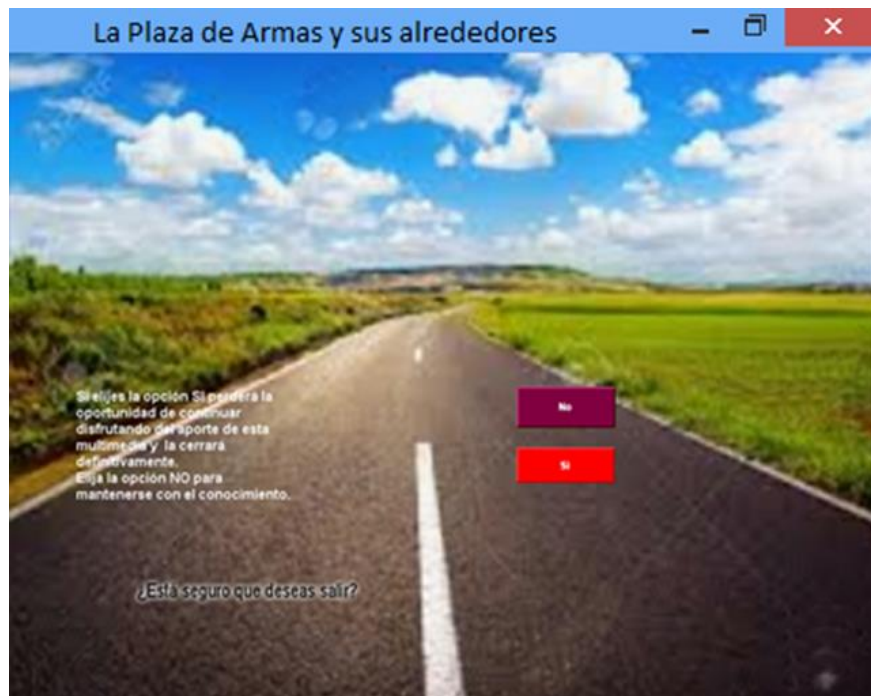 La Plaza de Armas y sus alrededores
Si elijes la opción SI perdera la
oportunidad de continuar
disfrutando del aporte de esta
multimedia y la cerrará
definitivamente.
Elija la opción NO para
mantenerse con el conocimiento.
No
Si
¿Está seguro que deseas salir?